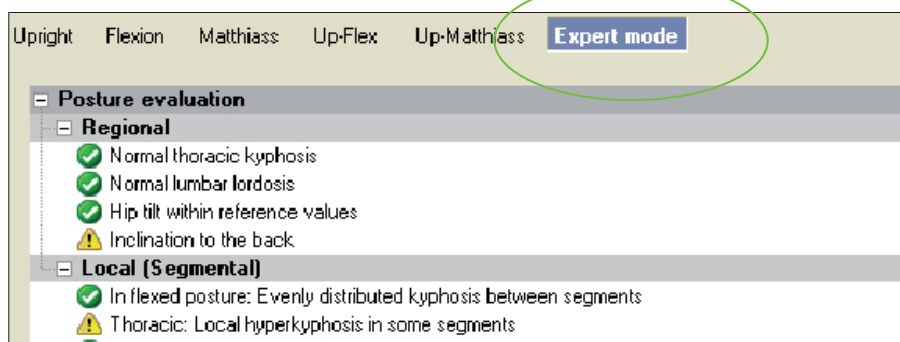 Upright Flexion Matthiass Up-Flex Up-Matthiass Expert mode
Posture evaluation
Regional
Normal thoracic kyphosis
Normal lumbar lordosis
Hip tilt within reference values
Inclination to the back
Local (Segmental)
In flexed posture: Evenly distributed kyphosis between segments
Thoracic: Local hyperkyphosis in some segments